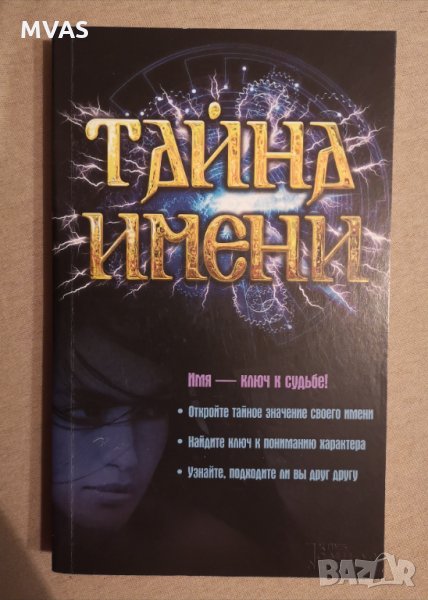 MVAS
ТАЙНА
ИМЕНИ
Имя — ключ к судьбе!
• Откройте тайное значение своего имени
• Найдите ключ к пониманию характера
• Узнайте, подходите ли вы друг другу
BAZAR